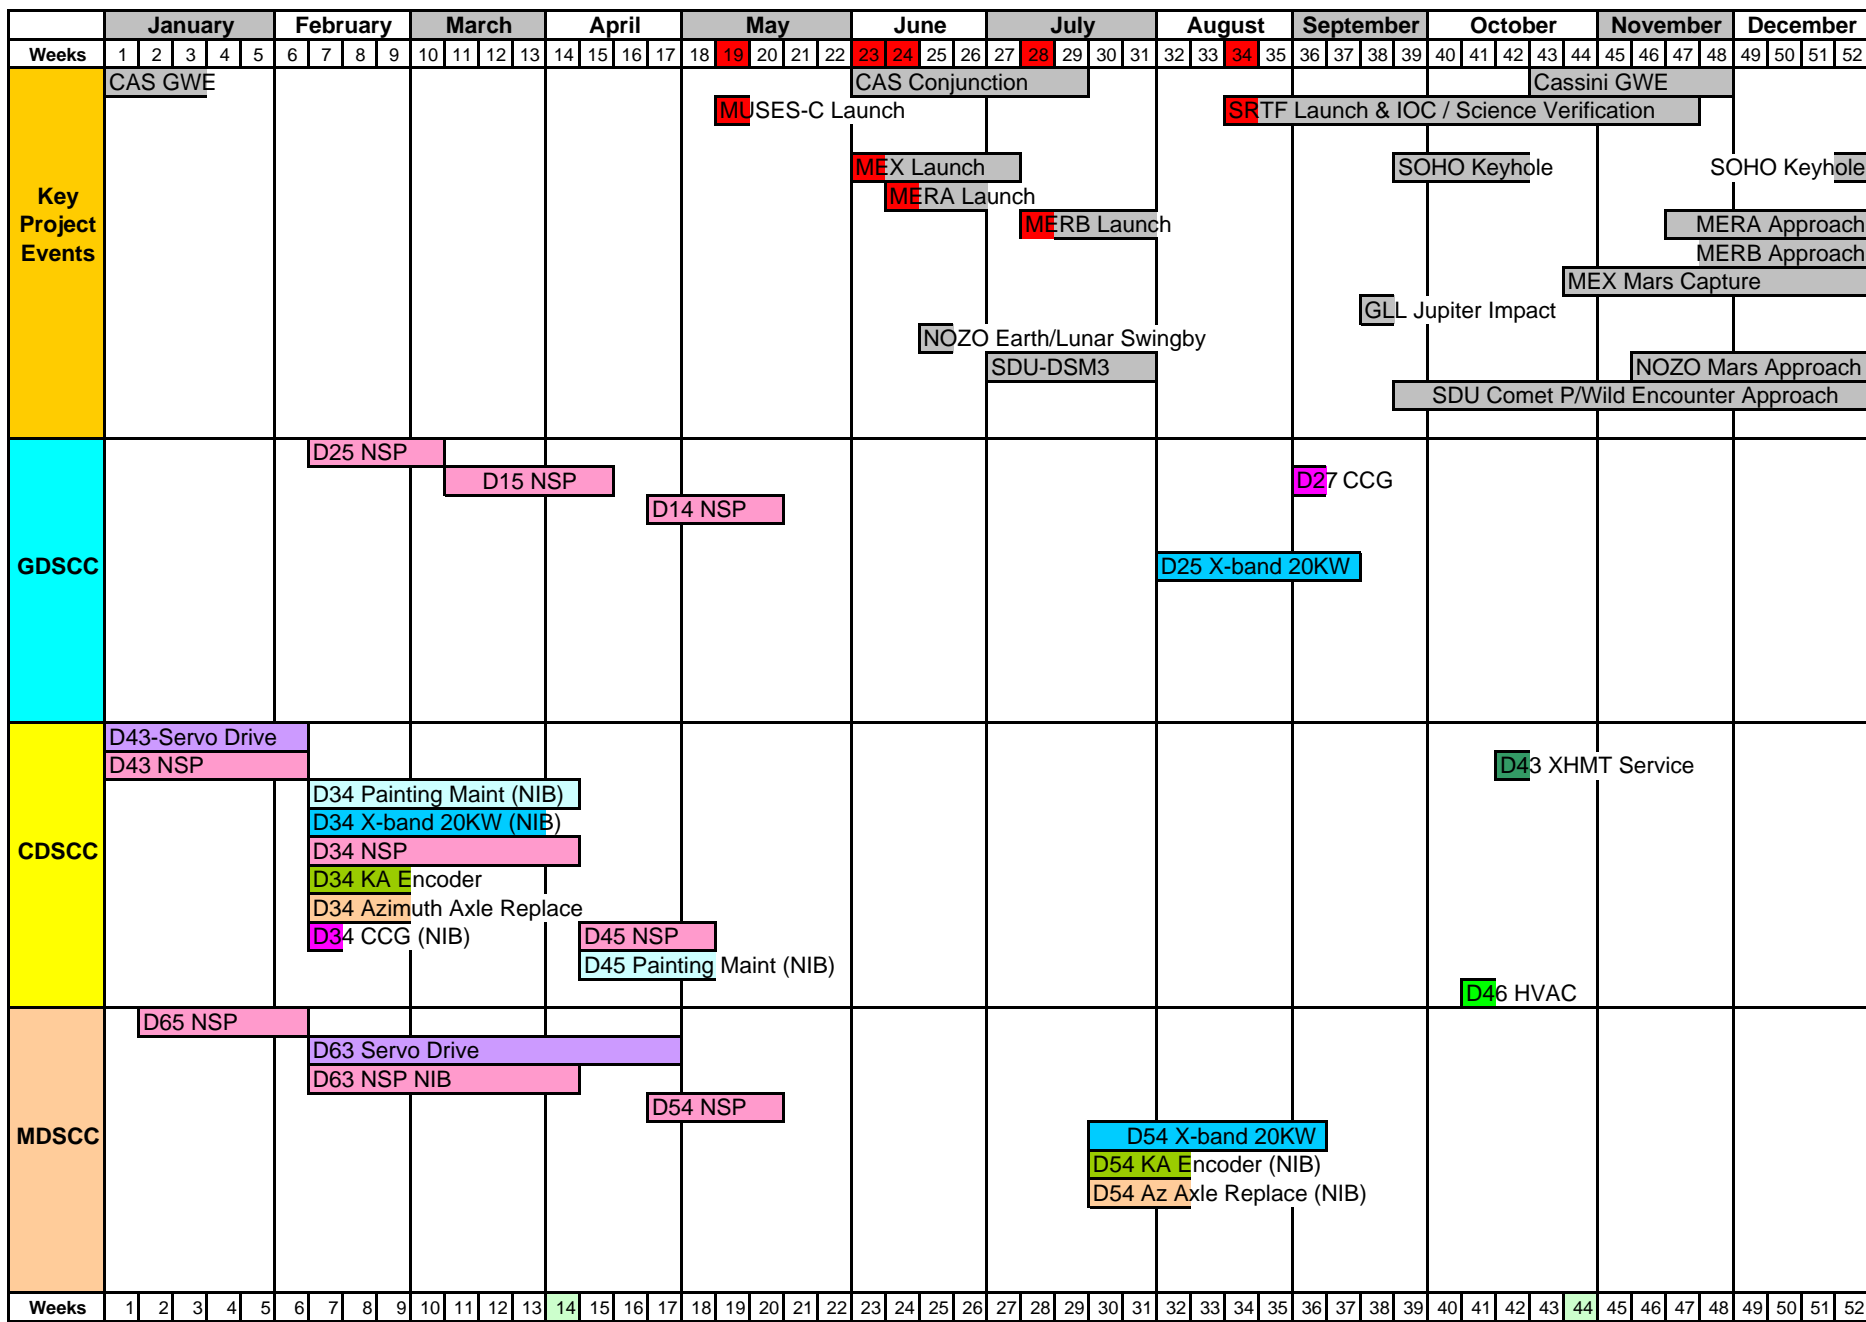 January February March April May June July August September October November December
Weeks 1 2 3 4 5 6 7 8 9 10 11 12 13 14 15 16 17 18 19 20 21 22 23 24 25 26 27 28 29 30 31 32 33 34 35 36 37 38 39 40 41 42 43 44 45 46 47 48 49 50 51 52
CAS GWE CAS Conjunction Cassini GWE
MUSES-C Launch SRTF Launch & IOC / Science Verification
MEX Launch SOHO Keyhole SOHO Keyhole
Key
MERA Launch
Project
MERB Launch MERA Approach
Events
MERB Approach
MEX Mars Capture
GLL Jupiter Impact
NOZO Earth/Lunar Swingby
SDU-DSM3 NOZO Mars Approach
SDU Comet P/Wild Encounter Approach
D25 NSP
D15 NSP D27 CCG
D14 NSP
GDSCC D25 X-band 20KW
D43-Servo Drive
D43 NSP D43 XHMT Service
D34 Painting Maint (NIB)
D34 X-band 20KW (NIB)
CDSCC D34 NSP
D34 KA Encoder
D34 Azimuth Axle Replace
D34 CCG (NIB) D45 NSP
D45 Painting Maint (NIB)
D46 HVAC
D65 NSP
D63 Servo Drive
D63 NSP NIB
D54 NSP
MDSCC D54 X-band 20KW
D54 KA Encoder (NIB)
D54 Az Axle Replace (NIB)
Weeks 1 2 3 4 5 6 7 8 9 10 11 12 13 14 15 16 17 18 19 20 21 22 23 24 25 26 27 28 29 30 31 32 33 34 35 36 37 38 39 40 41 42 43 44 45 46 47 48 49 50 51 52